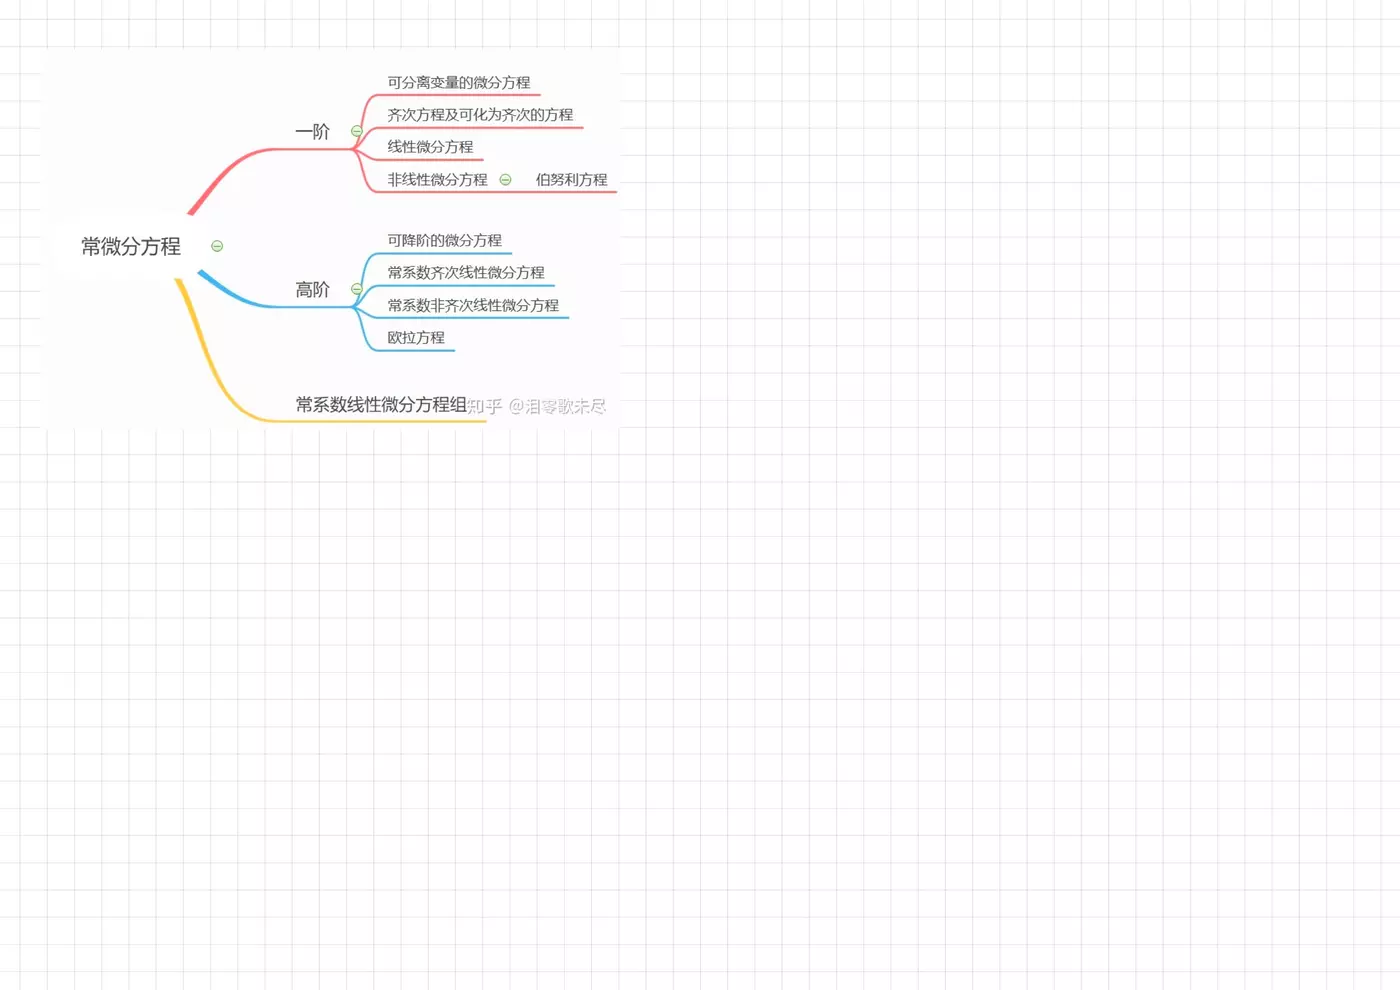 常微分方程
一阶
可分离变量的微分方程
齐次方程及可化为齐次的方程
线性微分方程
非线性微分方程
伯努利方程
高阶
可降阶的微分方程
常系数齐次线性微分方程
常系数非齐次线性微分方程
欧拉方程
常系数线性微分方程组
知乎 @泪零歌未尽